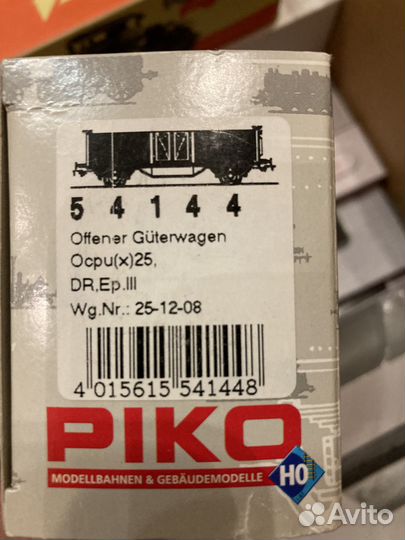 5 4 1 4 4
Offener Güterwagen
Ocpu(x)25,
DR,Ep.III
Wg.Nr.: 25-12-08
4 015615 541448
PIKO
MODELLBAHNEN & GEBÄUDEMODELLE
HO
Avito